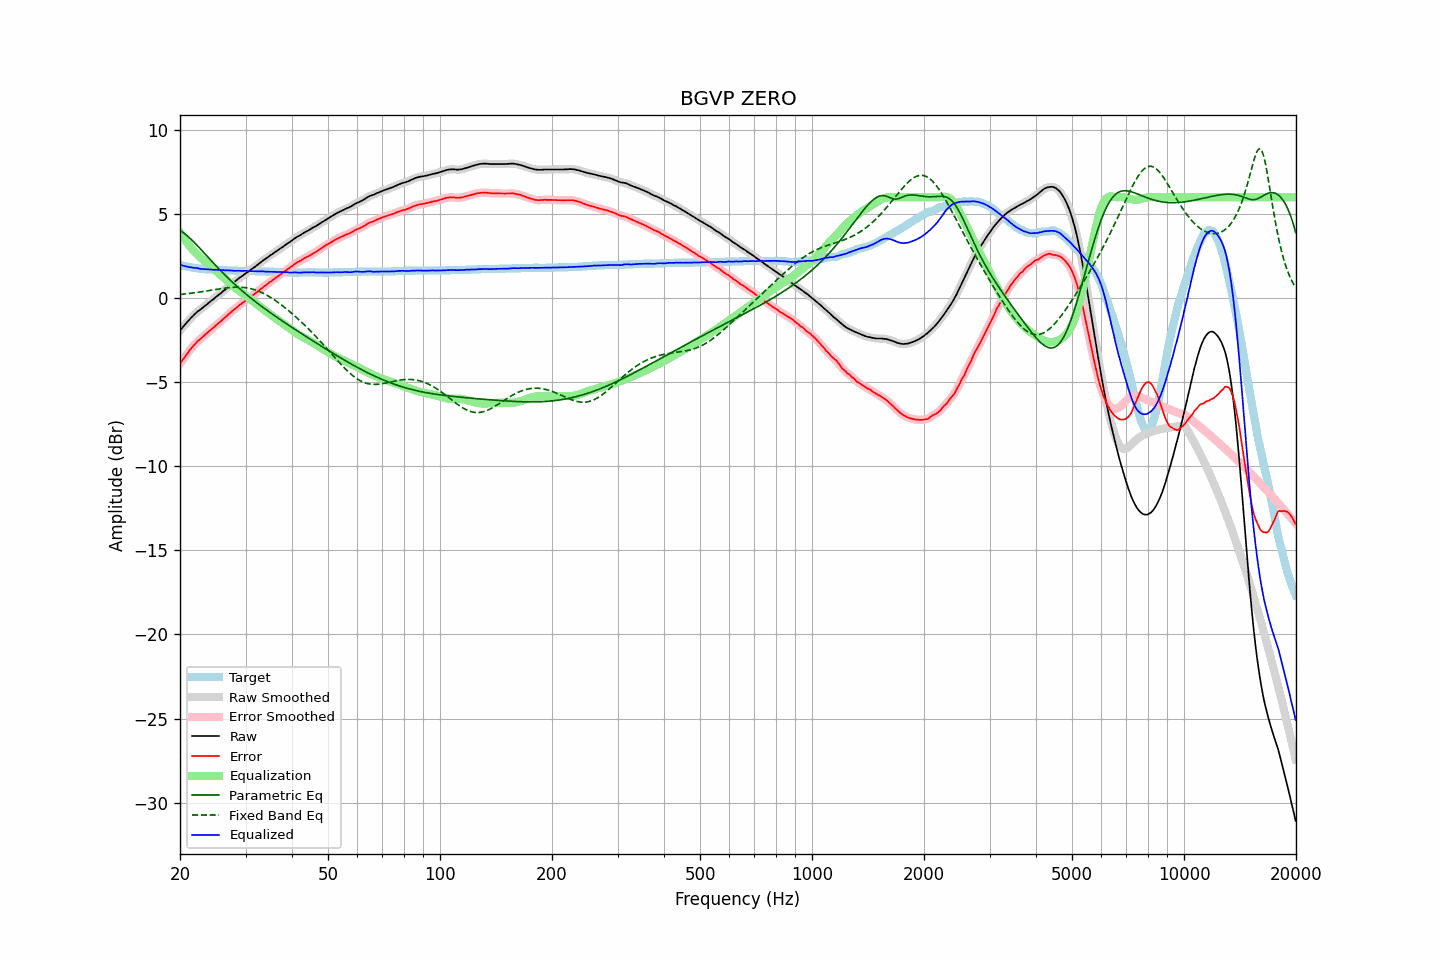 BGVP ZERO
10
5
0
−5
−10
−15
−20
−25
−30
Amplitude (dBr)
Target
Raw Smoothed
Error Smoothed
Raw
Error
Equalization
Parametric Eq
Fixed Band Eq
Equalized
20 50 100 200 500 1000 2000 5000 10000 20000
Frequency (Hz)